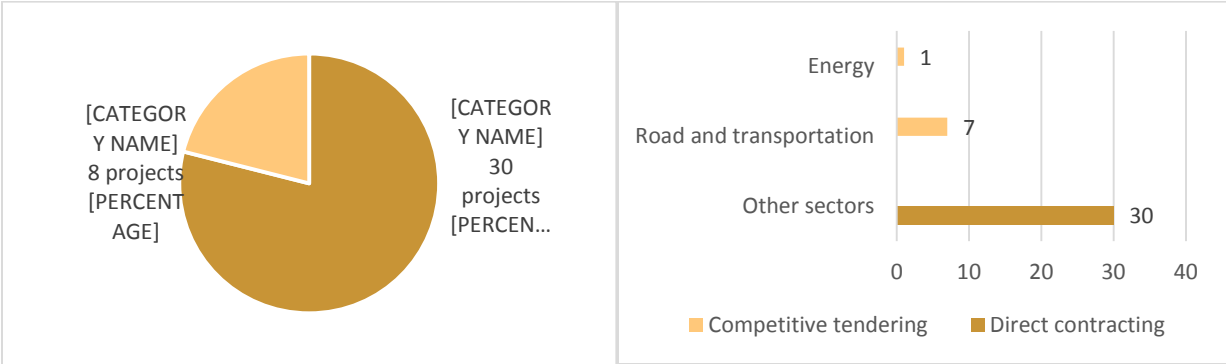 [CATEGOR
Y NAME]
8 projects
[PERCENT
AGE]
[CATEGOR
Y NAME]
30
projects
[PERCEN...
Energy
1
Road and transportation
7
Other sectors
30
0 10 20 30 40
Competitive tendering Direct contracting